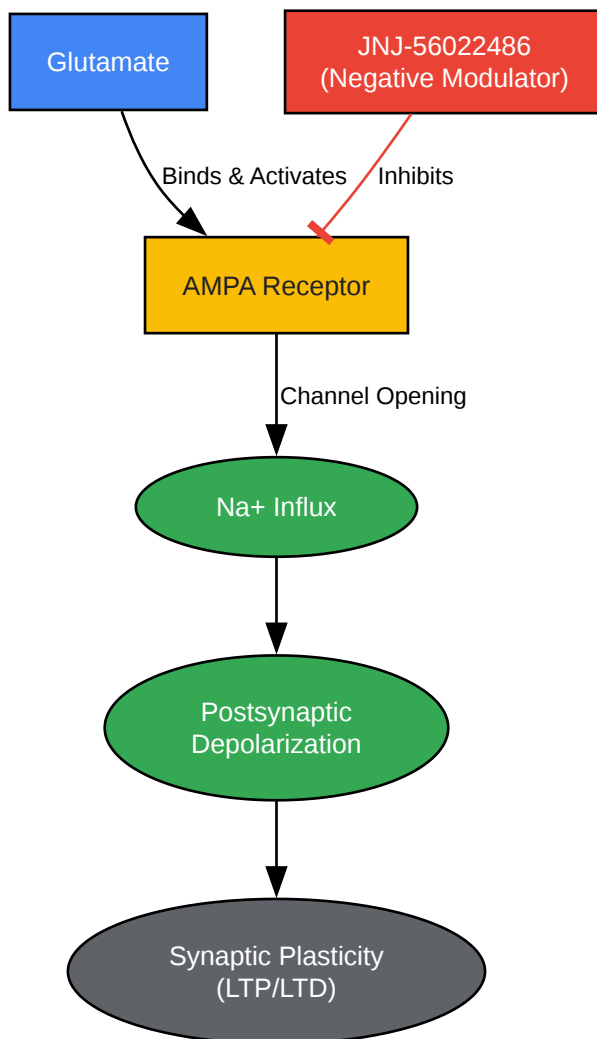 Glutamate
JNJ-56022486
(Negative Modulator)
Binds & Activates
Inhibits
AMPA Receptor
Channel Opening
Na+ Influx
Postsynaptic
Depolarization
Synaptic Plasticity
(LTP/LTD)